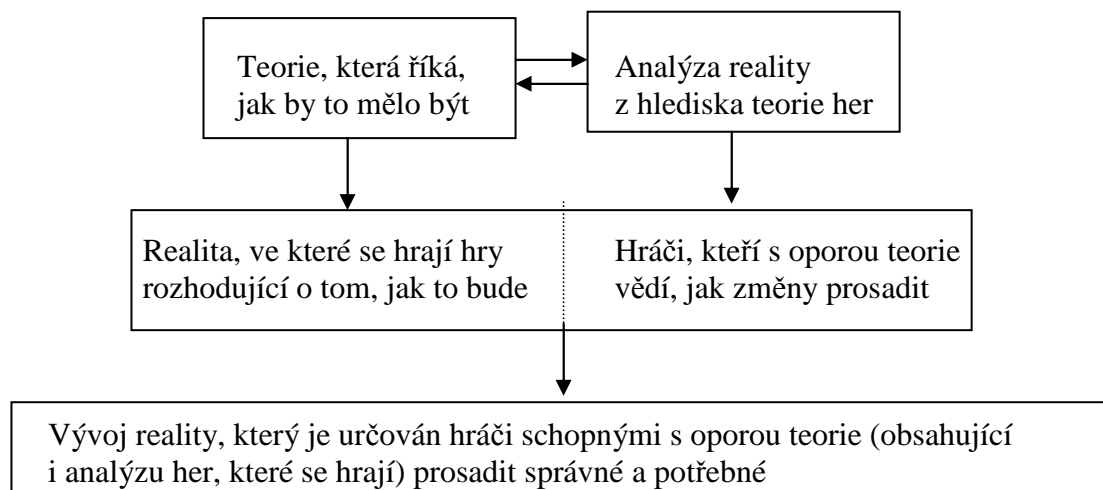 Teorie, která říká,
jak by to mělo být
Analýza reality
z hlediska teorie her
Realita, ve které se hrají hry
rozhodující o tom, jak to bude
Hráči, kteří s oporou teorie
vědí, jak změny prosadit
Vývoj reality, který je určován hráči schopnými s oporou teorie (obsahující
i analýzu her, které se hrají) prosadit správné a potřebné